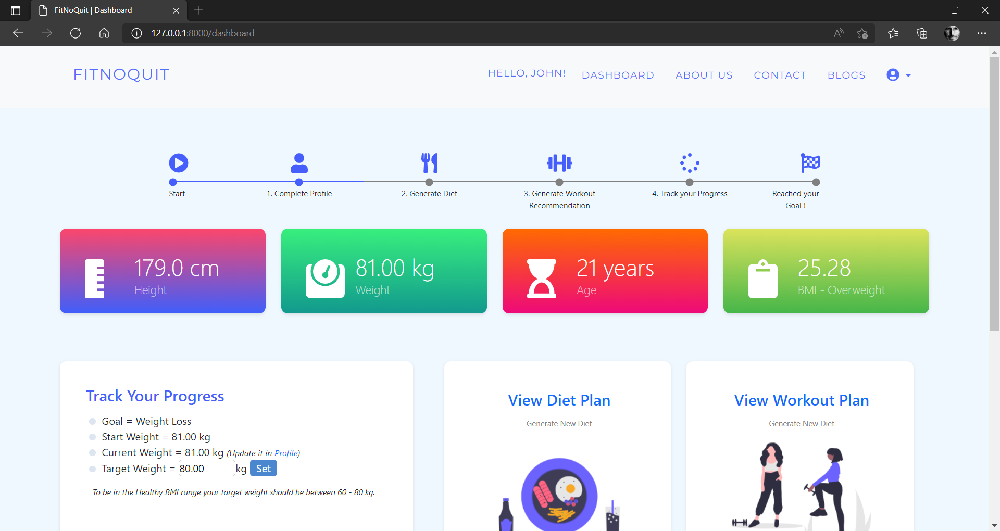 FitNoQuit | Dashboard
127.0.0.1:8000/dashboard
FITNOQUIT
HELLO, JOHN!
DASHBOARD
ABOUT US
CONTACT
BLOGS
Start
1. Complete Profile
2. Generate Diet
3. Generate Workout
Recommendation
4. Track your Progress
Reached your
Goal !
179.0 cm
Height
81.00 kg
Weight
21 years
Age
25.28
BMI - Overweight
Track Your Progress
Goal = Weight Loss
Start Weight = 81.00 kg
Current Weight = 81.00 kg (Update it in Profile)
Target Weight = 80.00 kg Set
To be in the Healthy BMI range your target weight should be between 60 - 80 kg.
View Diet Plan
Generate New Diet
View Workout Plan
Generate New Diet